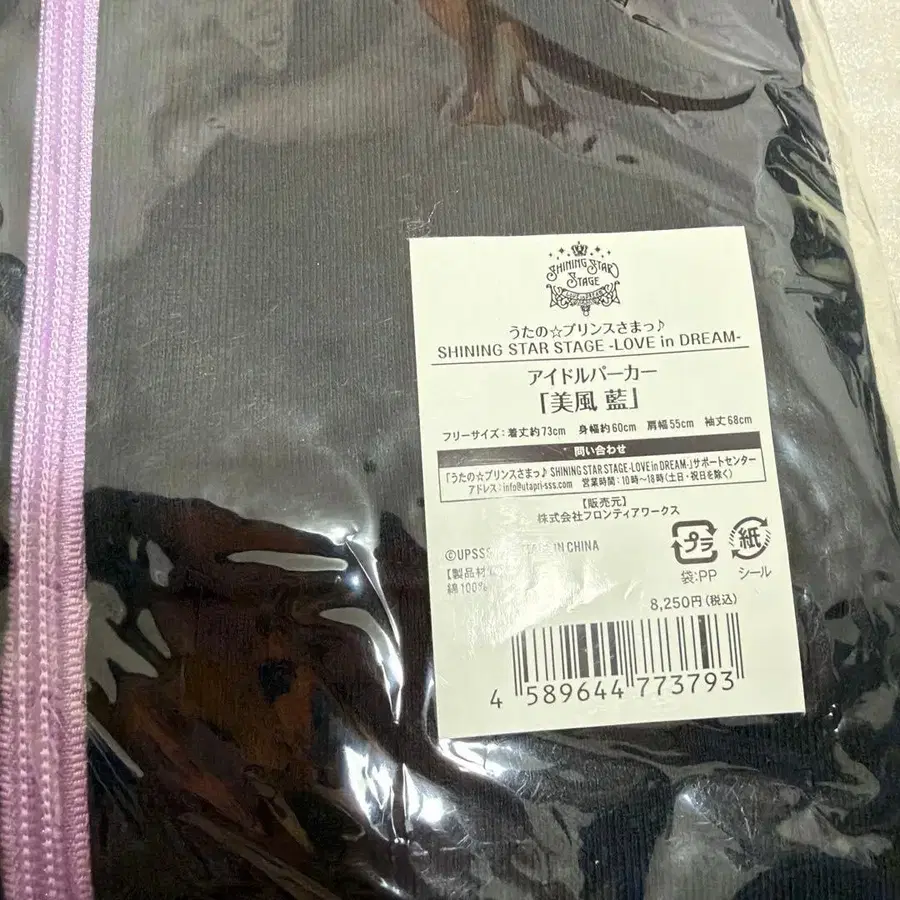 SHINING STAR
STAGE
LOVE in DREAM
うたの☆プリンスさまっ♪
SHINING STAR STAGE -LOVE in DREAM-
アイドルパーカー
「美風 藍」
フリーサイズ：着丈約73cm 身幅約60cm 肩幅55cm 袖丈68cm
問い合わせ
「うたの☆プリンスさまっ♪ SHINING STAR STAGE -LOVE in DREAM-」サポートセンター
アドレス：info@utapri-sss.com 営業時間：10時～18時（土日・祝日を除く）
【販売元】
株式会社フロンティアワークス
©UPSSS IN CHINA
【製品材
綿100%
プラ 紙
袋：PP シール
8,250円（税込）
4 589644 773793